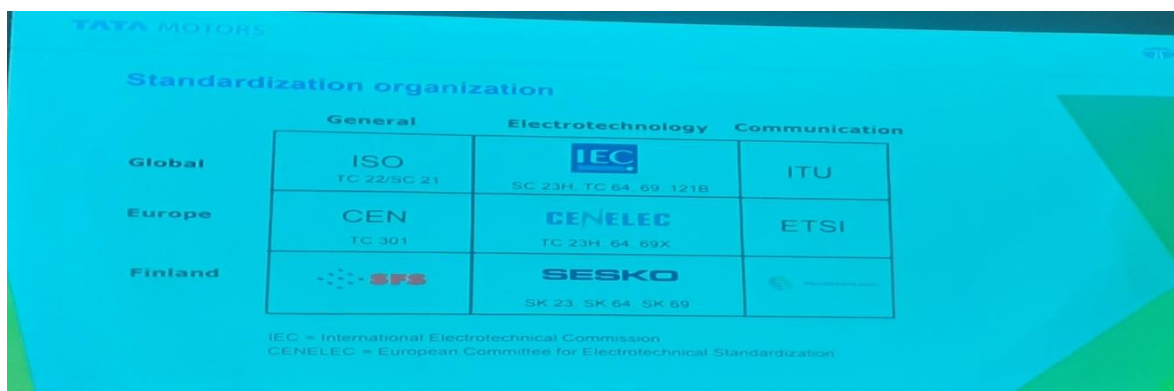 TATA MOTORS
Standardization organization
General Electrotechnology Communication
Global ISO IEC ITU
TC 22/SC 21 SC 23H, TC 64, 69, 121B
Europe CEN CENELEC ETSI
TC 301 TC 23H, 64, 69X
Finland SFS SESKO
SK 23, SK 64, SK 69
IEC = International Electrotechnical Commission
CENELEC = European Committee for Electrotechnical Standardization